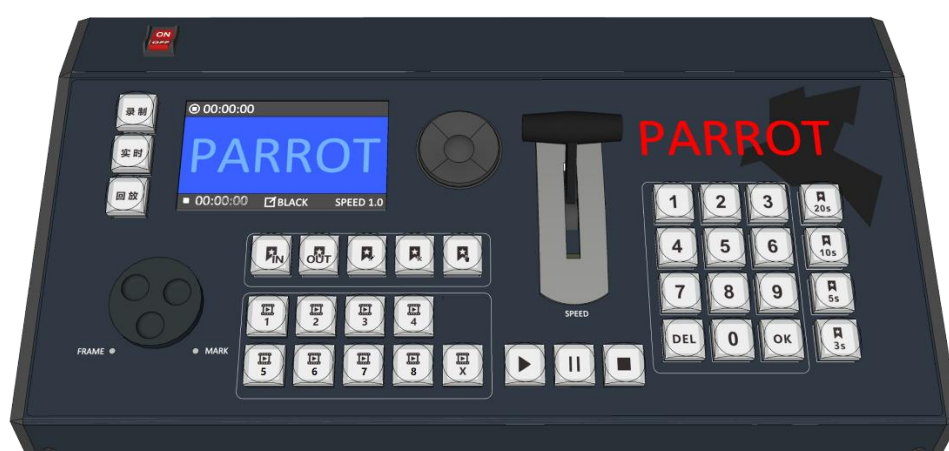 ON
OFF
录制
实时
回放
00:00:00
PARROT
00:00:00 BLACK SPEED 1.0
PARROT
IN
OUT
1 2 3 4
5 6 7 8 X
FRAME
MARK
SPEED
1 2 3 20s
4 5 6 10s
7 8 9 5s
DEL 0 OK 3s